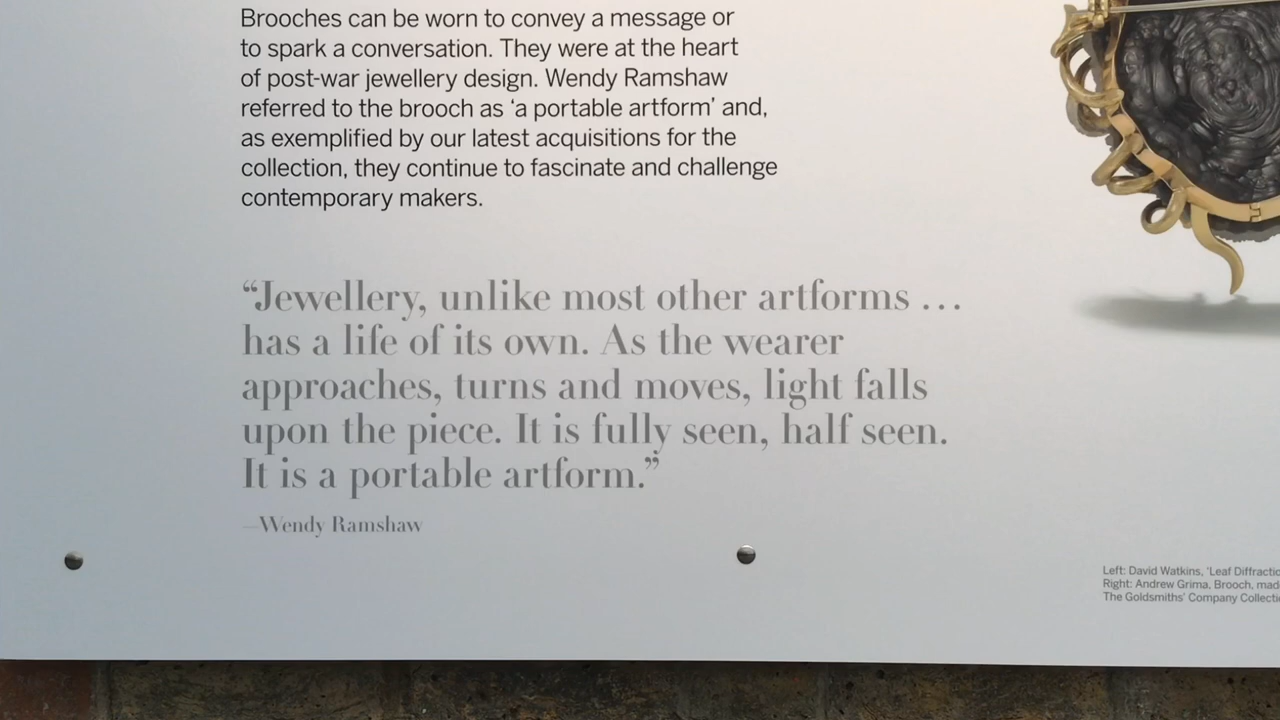 Brooches can be worn to convey a message or
to spark a conversation. They were at the heart
of post-war jewellery design. Wendy Ramshaw
referred to the brooch as ‘a portable artform’ and,
as exemplified by our latest acquisitions for the
collection, they continue to fascinate and challenge
contemporary makers.
“Jewellery, unlike most other artforms ...
has a life of its own. As the wearer
approaches, turns and moves, light falls
upon the piece. It is fully seen, half seen.
It is a portable artform.”
—Wendy Ramshaw
Left: David Watkins, ‘Leaf
Right: Andrew Grima, Brooch,
The Goldsmiths’ Company